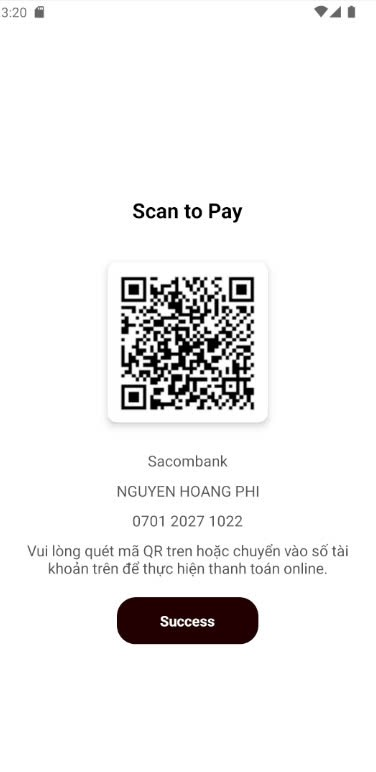 3:20
Scan to Pay
Sacombank
NGUYEN HOANG PHI
0701 2027 1022
Vui lòng quét mã QR tren hoặc chuyển vào số tài
khoản trên để thực hiện thanh toán online.
Success